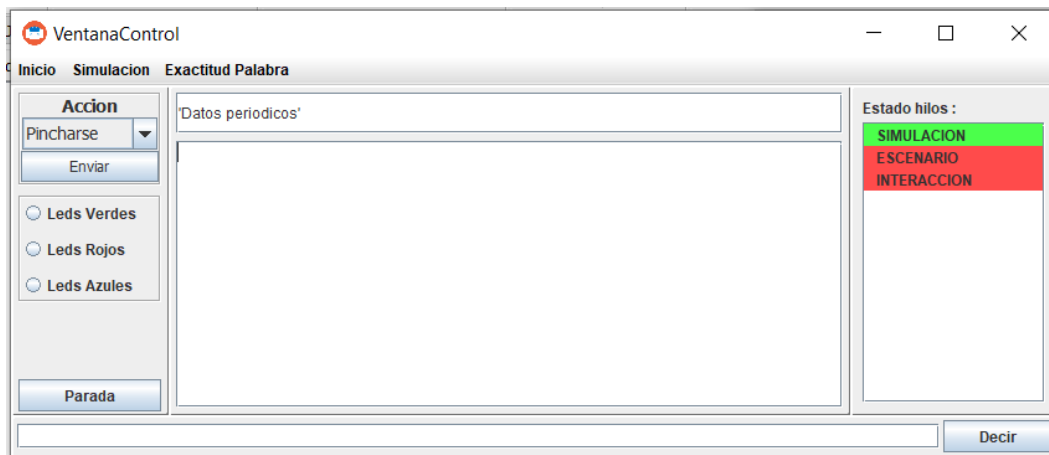 VentanaControl
Inicio Simulacion Exactitud Palabra
Accion
Pincharse
Enviar
Leds Verdes
Leds Rojos
Leds Azules
Parada
'Datos periodicos'
Estado hilos :
SIMULACION
ESCENARIO
INTERACCION
Decir